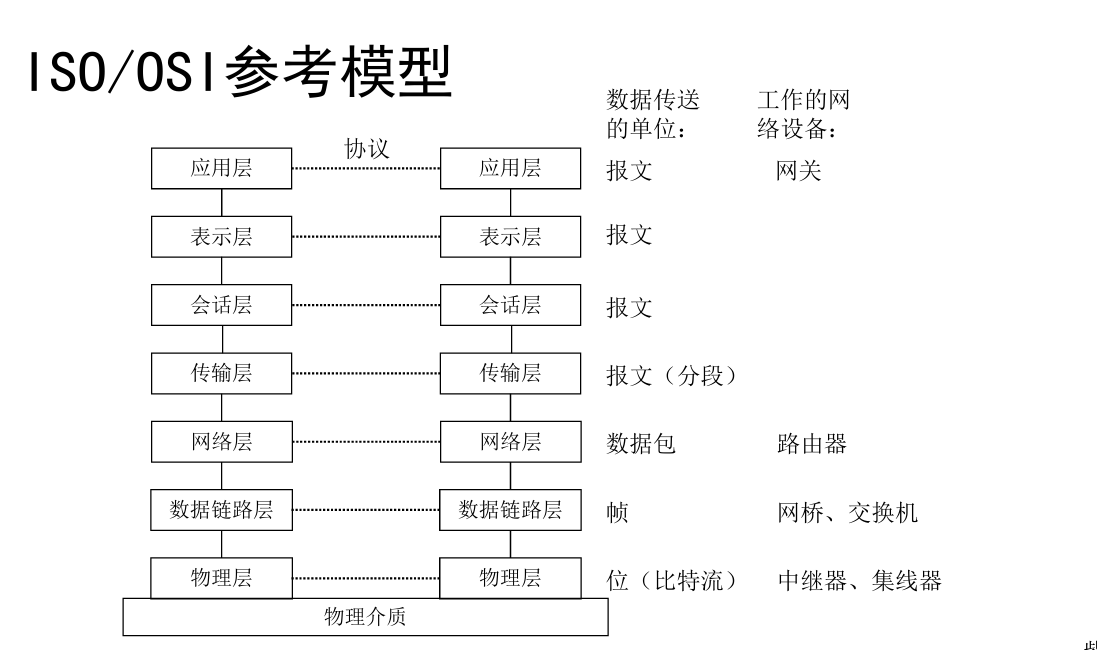 ISO/OSI参考模型
数据传送 工作的网
的单位： 络设备：
协议
应用层 应用层 报文 网关
表示层 表示层 报文
会话层 会话层 报文
传输层 传输层 报文（分段）
网络层 网络层 数据包 路由器
数据链路层 数据链路层 帧 网桥、交换机
物理层 物理层 位（比特流） 中继器、集线器
物理介质